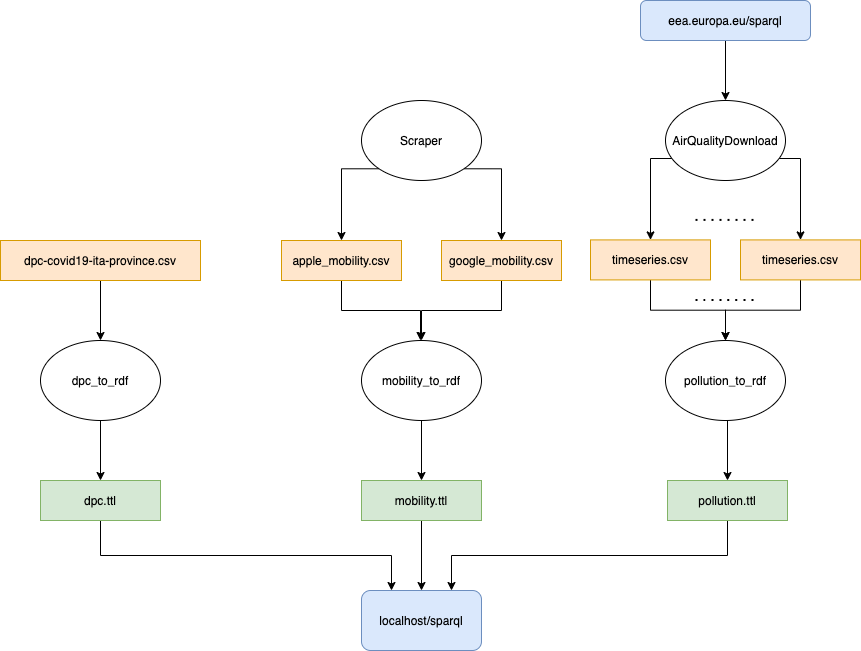 eea.europa.eu/sparql
Scraper
AirQualityDownload
. . . . . . . .
dpc-covid19-ita-province.csv
apple_mobility.csv
google_mobility.csv
timeseries.csv
timeseries.csv
. . . . . . . .
dpc_to_rdf
mobility_to_rdf
pollution_to_rdf
dpc.ttl
mobility.ttl
pollution.ttl
localhost/sparql